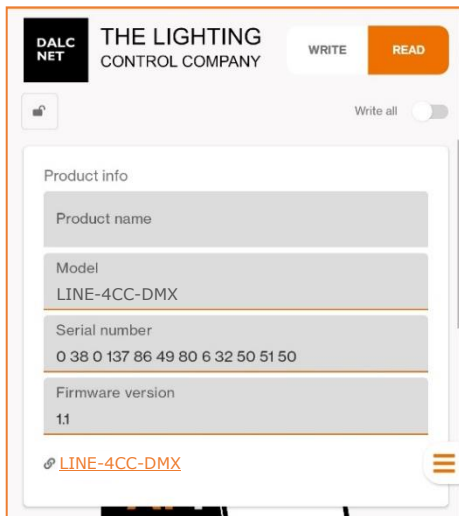 DALC
NET
THE LIGHTING
CONTROL COMPANY
WRITE
READ
Write all
Product info
Product name
Model
LINE-4CC-DMX
Serial number
0 38 0 137 86 49 80 6 32 50 51 50
Firmware version
1.1
LINE-4CC-DMX